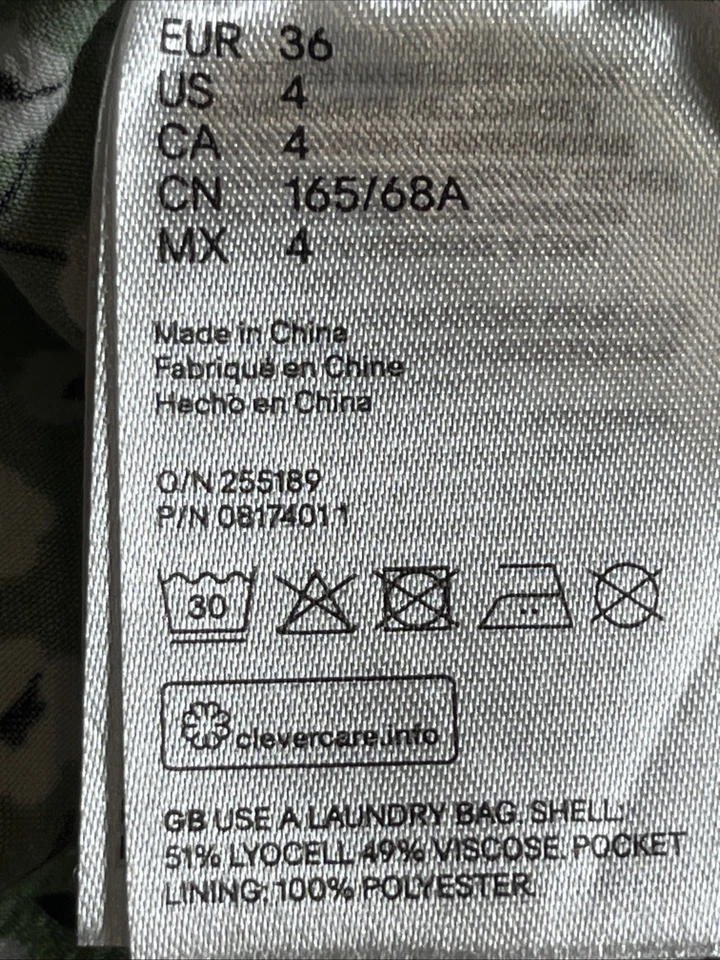 EUR 36
US 4
CA 4
CN 165/68A
MX 4
Made in China
Fabriqué en Chine
Hecho en China
O/N 255189
P/N 08174011
30
clevercare.info
GB USE A LAUNDRY BAG. SHELL:
51% LYOCELL 49% VISCOSE. POCKET
LINING: 100% POLYESTER.